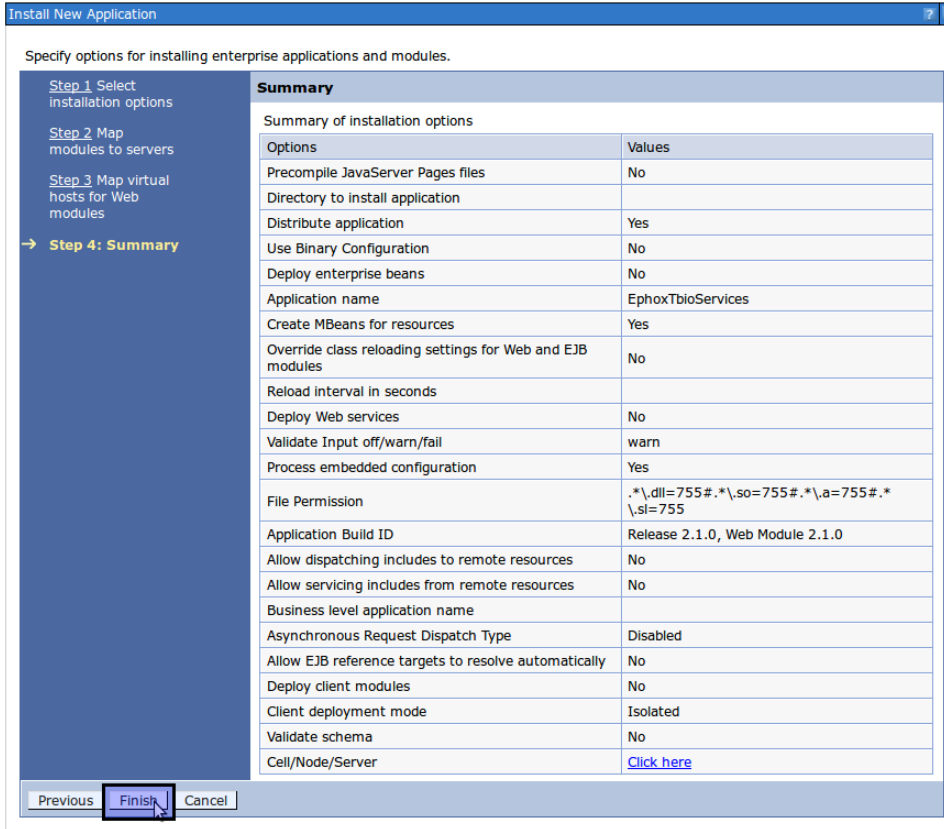 Install New Application
?
Specify options for installing enterprise applications and modules.
Step 1 Select
installation options
Step 2 Map
modules to servers
Step 3 Map virtual
hosts for Web
modules
→ Step 4: Summary
Summary
Summary of installation options
Options Values
Precompile JavaServer Pages files No
Directory to install application
Distribute application Yes
Use Binary Configuration No
Deploy enterprise beans No
Application name EphoxTbioServices
Create MBeans for resources Yes
Override class reloading settings for Web and EJB
modules No
Reload interval in seconds
Deploy Web services No
Validate Input off/warn/fail warn
Process embedded configuration Yes
File Permission .*\.dll=755#.*\.so=755#.*\.a=755#.*
\.sl=755
Application Build ID Release 2.1.0, Web Module 2.1.0
Allow dispatching includes to remote resources No
Allow servicing includes from remote resources No
Business level application name
Asynchronous Request Dispatch Type Disabled
Allow EJB reference targets to resolve automatically No
Deploy client modules No
Client deployment mode Isolated
Validate schema No
Cell/Node/Server Click here
Previous Finish Cancel